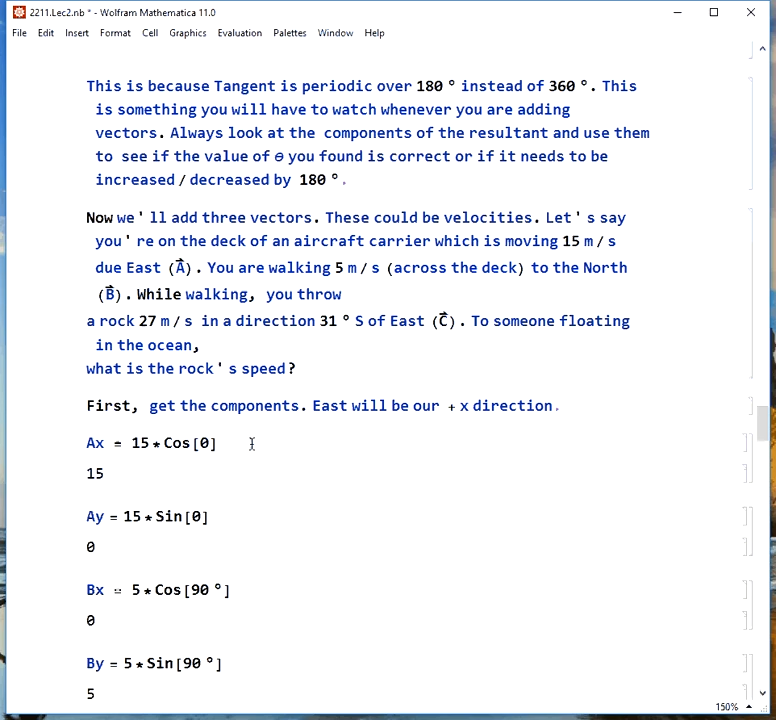 2211.Lec2.nb * - Wolfram Mathematica 11.0
File Edit Insert Format Cell Graphics Evaluation Palettes Window Help
This is because Tangent is periodic over 180 ° instead of 360 °. This
is something you will have to watch whenever you are adding
vectors. Always look at the components of the resultant and use them
to see if the value of θ you found is correct or if it needs to be
increased / decreased by 180 °.
Now we ' ll add three vectors. These could be velocities. Let ' s say
you ' re on the deck of an aircraft carrier which is moving 15 m / s
due East (A⃗). You are walking 5 m / s (across the deck) to the North
(B⃗). While walking, you throw
a rock 27 m / s in a direction 31 ° S of East (C⃗). To someone floating
in the ocean,
what is the rock ' s speed?
First, get the components. East will be our + x direction.
Ax = 15 * Cos[0]
15
Ay = 15 * Sin[0]
0
Bx = 5 * Cos[90 °]
0
By = 5 * Sin[90 °]
5
150%